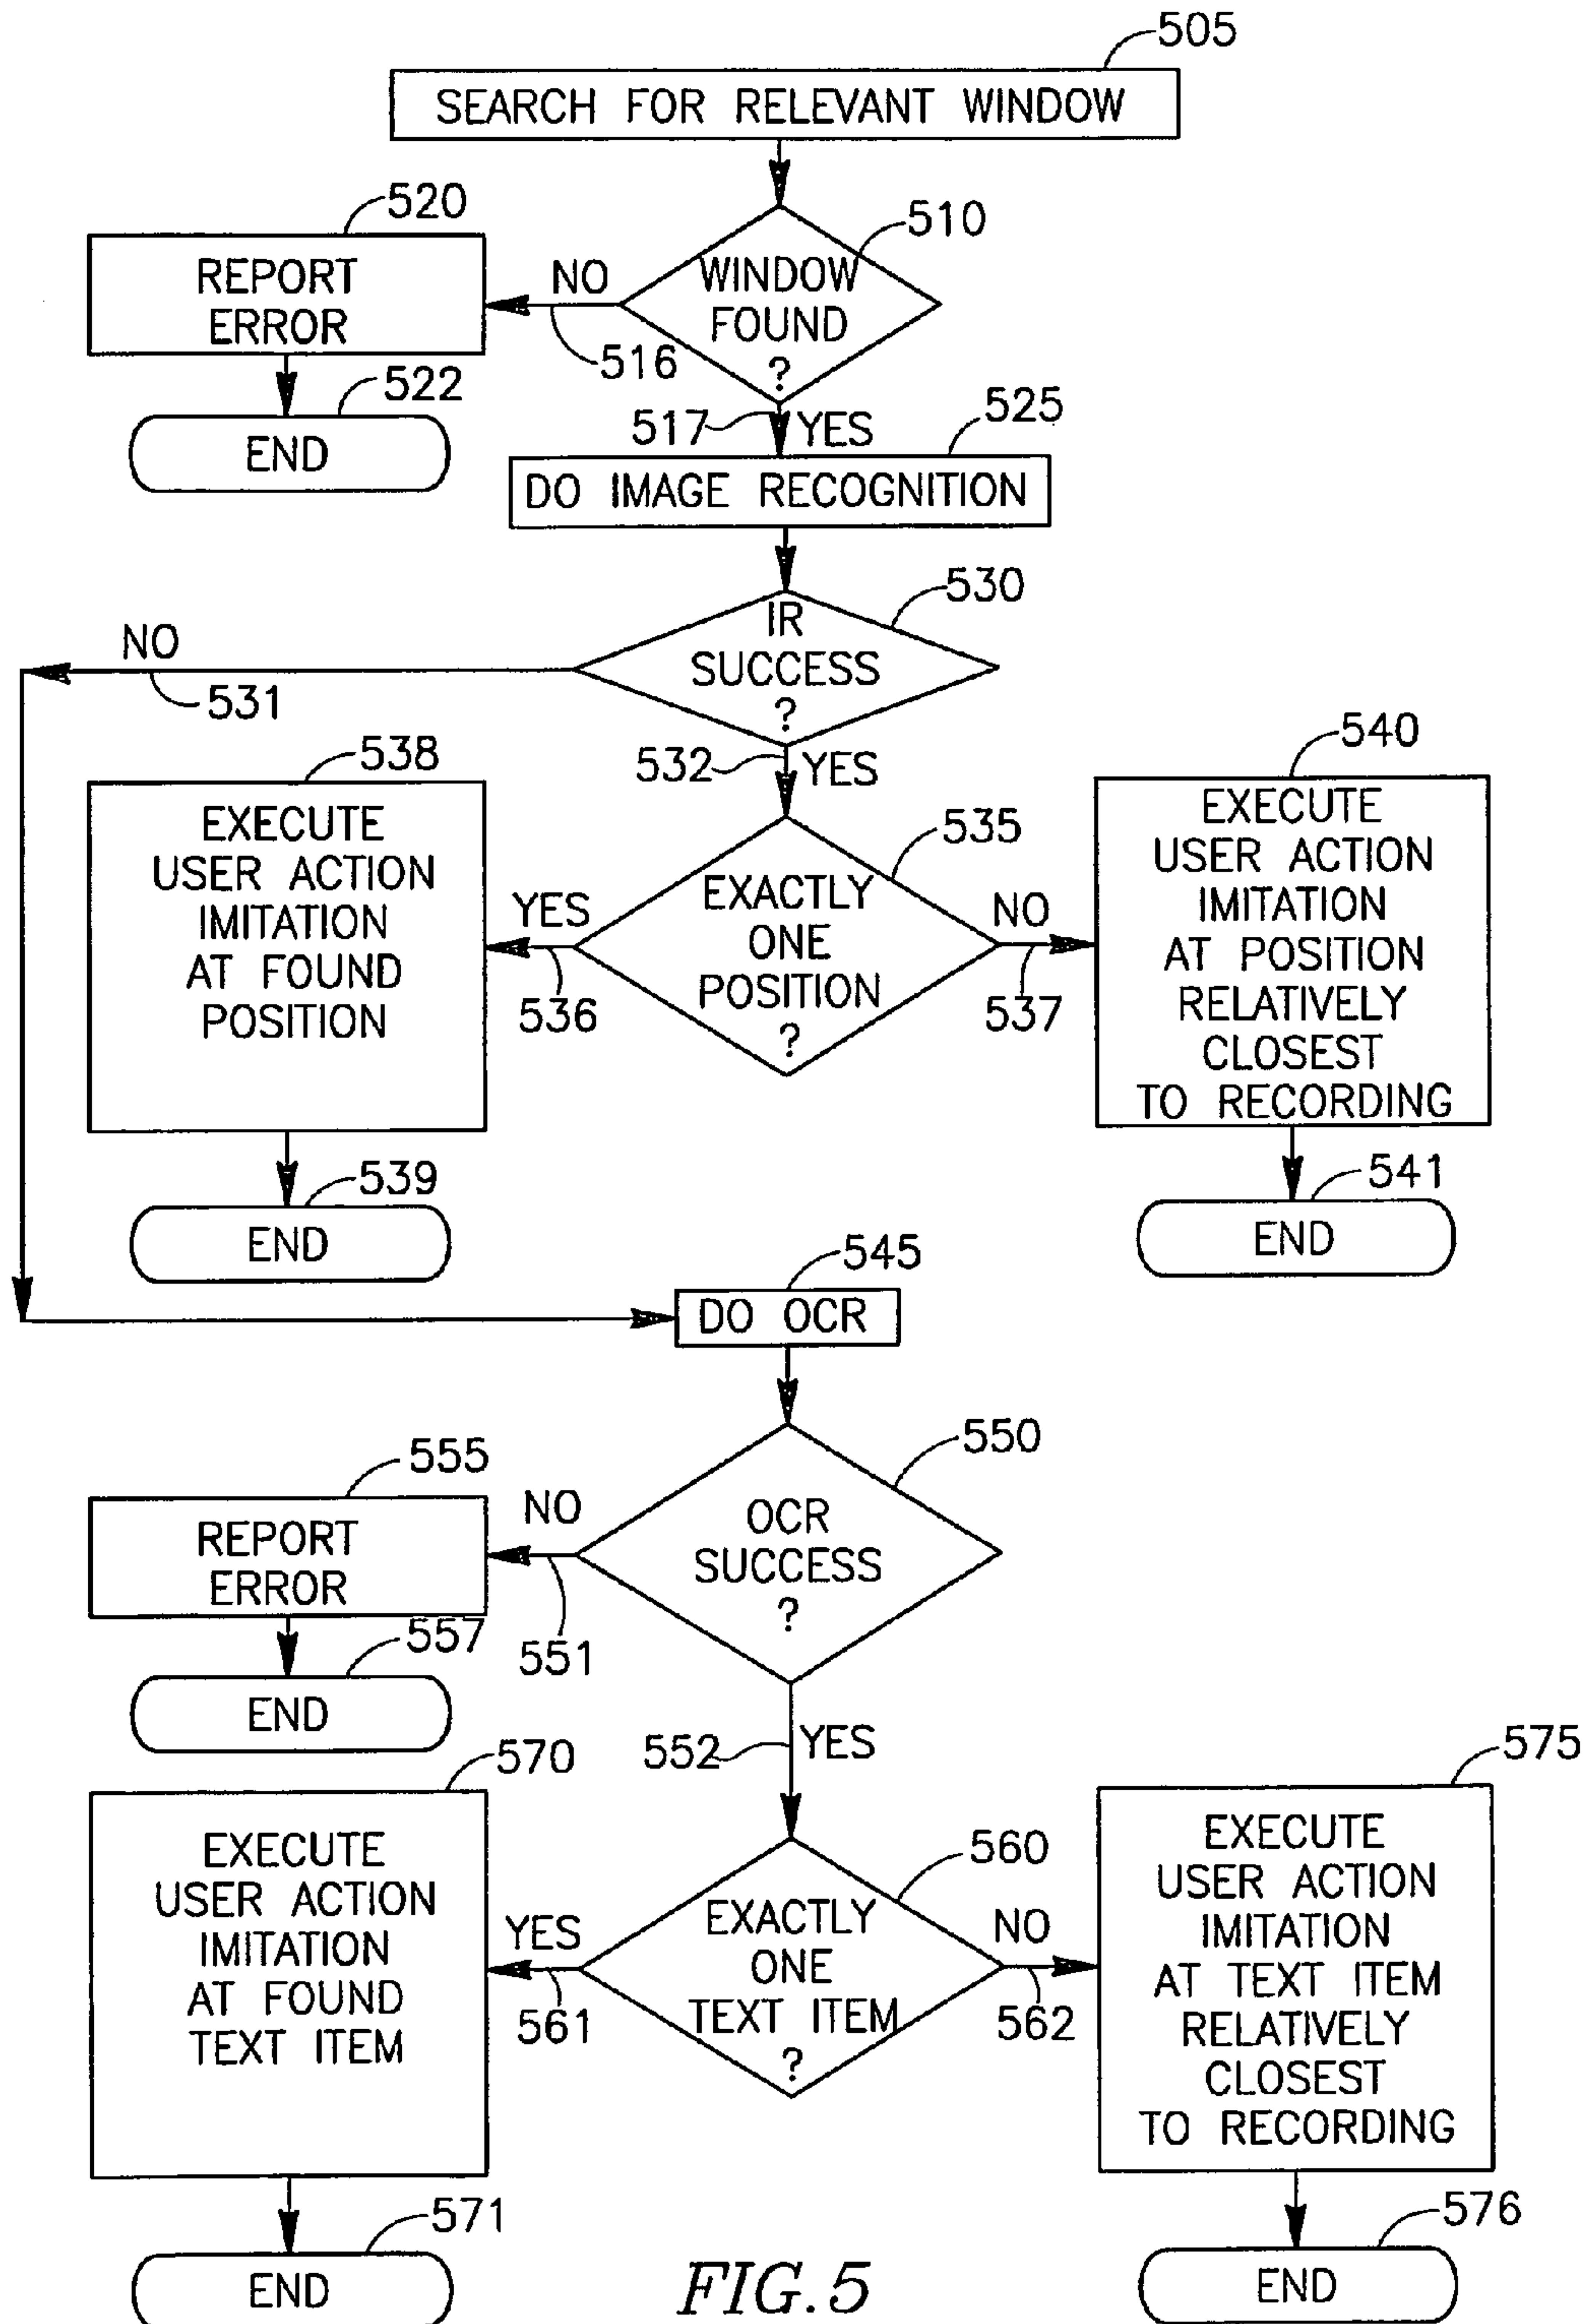 505
SEARCH FOR RELEVANT WINDOW
520
510
REPORT
ERROR
NO
WINDOW
FOUND
?
516
522
END
517
YES
525
DO IMAGE RECOGNITION
530
IR
SUCCESS
?
NO
531
532
YES
538
EXECUTE
USER ACTION
IMITATION
AT FOUND
POSITION
535
EXACTLY
ONE
POSITION
?
YES
536
NO
537
540
EXECUTE
USER ACTION
IMITATION
AT POSITION
RELATIVELY
CLOSEST
TO RECORDING
539
END
541
END
545
DO OCR
550
OCR
SUCCESS
?
555
REPORT
ERROR
NO
551
557
END
552
YES
570
EXECUTE
USER ACTION
IMITATION
AT FOUND
TEXT ITEM
560
EXACTLY
ONE
TEXT ITEM
?
YES
561
NO
562
575
EXECUTE
USER ACTION
IMITATION
AT TEXT ITEM
RELATIVELY
CLOSEST
TO RECORDING
571
END
576
END
FIG.5